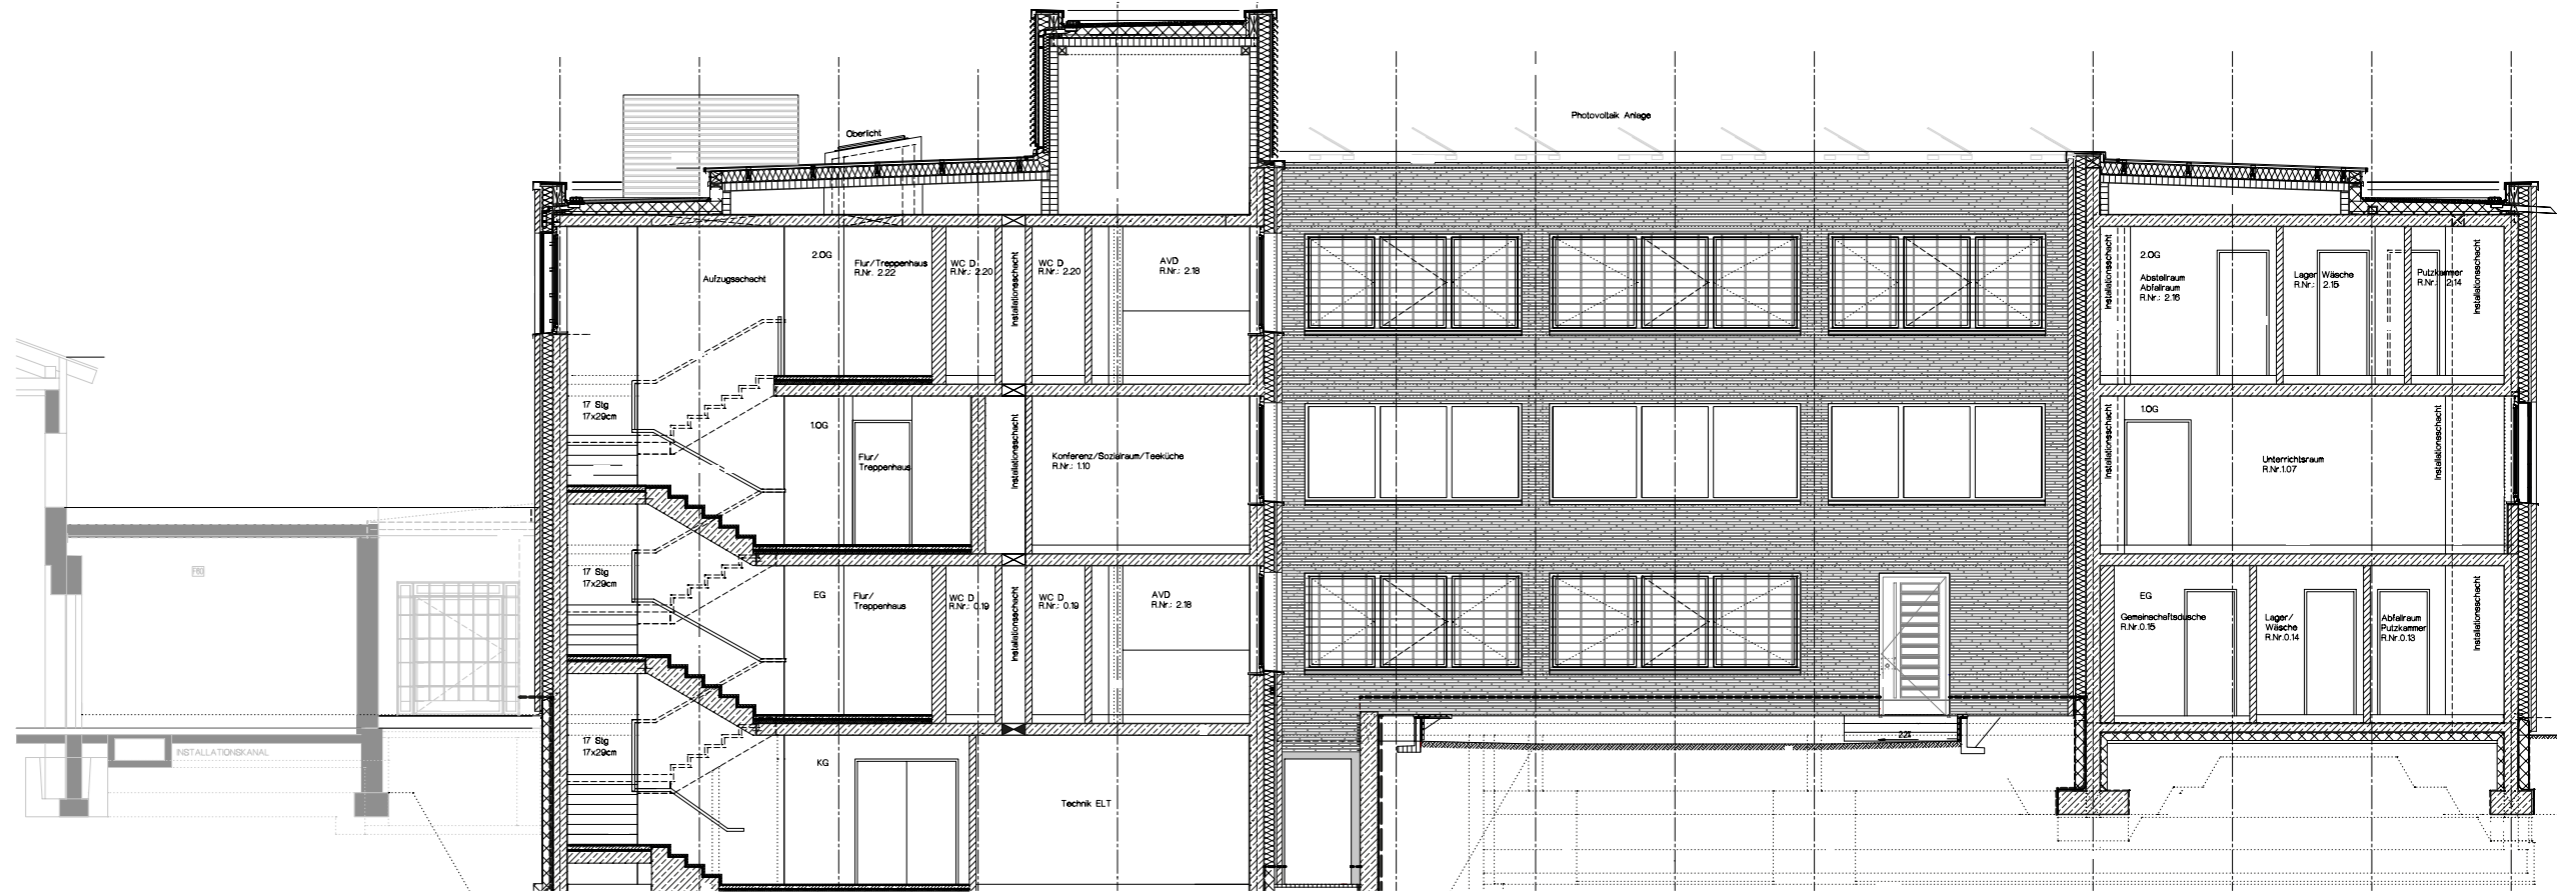 Photovoltaik Anlage
Oberlicht
Aufzugsschacht
2.OG
Flur/Treppenhaus
R.Nr. 2.22
WC D
R.Nr.: 2.20
Installationsschacht
WC D
R.Nr.: 2.20
AVD
R.Nr.: 2.18
Installationsschacht
2.OG
Abstellraum
Abfallraum
R.Nr.: 2.16
Lager Wäsche
R.Nr.: 2.15
Putzkammer
R.Nr.: 2.14
Installationsschacht
17 Stg
17x29cm
1.OG
Flur/
Treppenhaus
Installationsschacht
Konferenz/Sozialraum/Teeküche
R.Nr.: 1.10
Installationsschacht
1.OG
Unterrichtsraum
R.Nr.1.07
Installationsschacht
17 Stg
17x29cm
EG
Flur/
Treppenhaus
WC D
R.Nr.: 0.19
Installationsschacht
WC D
R.Nr.: 0.19
AVD
R.Nr.: 2.18
EG
Gemeinschaftsdusche
R.Nr.0.15
Lager/
Wäsche
R.Nr.0.14
Abfallraum
Putzkammer
R.Nr.0.13
Installationsschacht
INSTALLATIONSKANAL
17 Stg
17x29cm
KG
Technik ELT